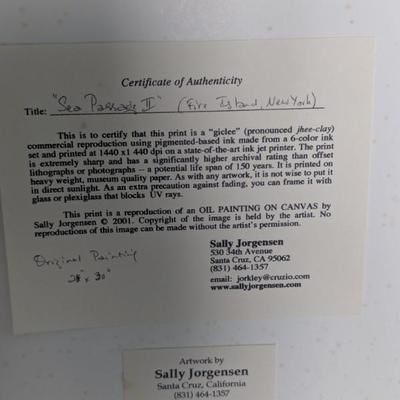 Certificate of Authenticity
Title: "Sea Passage II" (Fire Island, New York)
This is to certify that this print is a "giclee" (pronounced jhee-clay)
commercial reproduction using pigmented-based ink made from a 6-color ink
set and printed at 1440 x1 440 dpi on a state-of-the-art ink jet printer. The print
is extremely sharp and has a significantly higher archival rating than offset
lithographs or photographs -- a potential life span of 150 years. It is printed on
heavy weight, museum quality paper. As with any artwork, it is not wise to put it
in direct sunlight. As an extra precaution against fading, you can frame it with
glass or plexiglass that blocks UV rays.
This print is a reproduction of an OIL PAINTING ON CANVAS by
Sally Jorgensen © 2001. Copyright of the image is held by the artist. No
reproductions of this image can be made without the artist's permission.
Original Painting
" x 30"
Sally Jorgensen
530 34th Avenue
Santa Cruz, CA 95062
(831) 464-1357
email: jorkley@cruzio.com
www.sallyjorgensen.com
Artwork by
Sally Jorgensen
Santa Cruz, California
(831) 464-1357